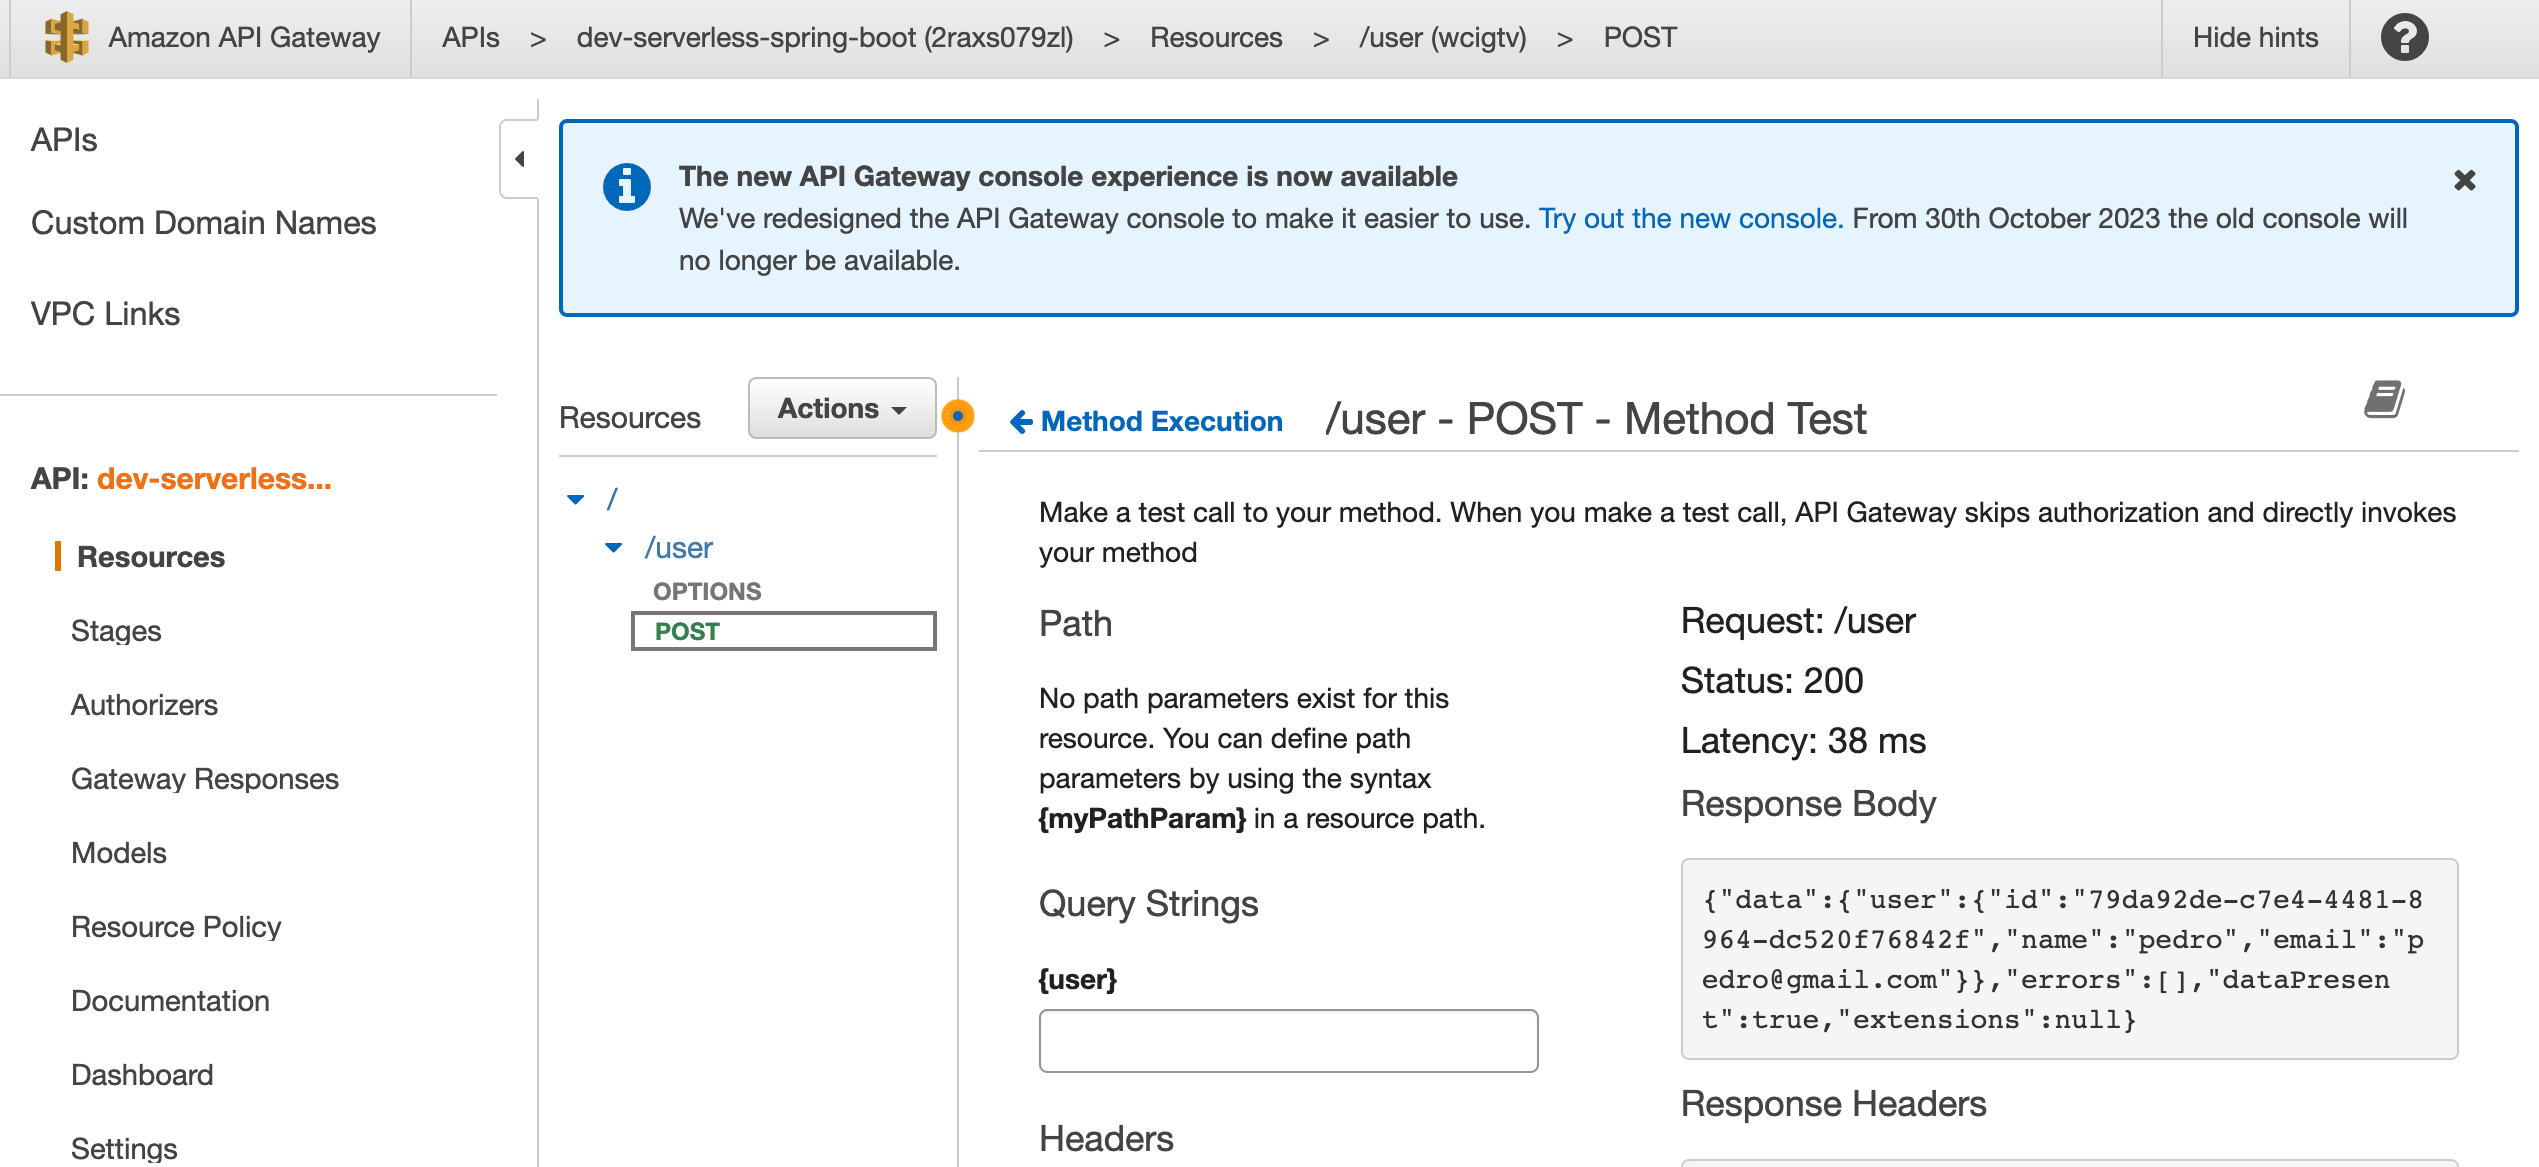 Amazon API Gateway
APIs > dev-serverless-spring-boot (2raxs079zl) > Resources > /user (wcigtv) > POST
Hide hints
?
APIs
Custom Domain Names
VPC Links
API: dev-serverless...
Resources
Stages
Authorizers
Gateway Responses
Models
Resource Policy
Documentation
Dashboard
Settings
The new API Gateway console experience is now available
We've redesigned the API Gateway console to make it easier to use. Try out the new console. From 30th October 2023 the old console will
no longer be available.
Resources
Actions
/
/user
OPTIONS
POST
Method Execution /user - POST - Method Test
Make a test call to your method. When you make a test call, API Gateway skips authorization and directly invokes
your method
Path
No path parameters exist for this
resource. You can define path
parameters by using the syntax
{myPathParam} in a resource path.
Query Strings
{user}
Headers
Request: /user
Status: 200
Latency: 38 ms
Response Body
{"data":{"user":{"id":"79da92de-c7e4-4481-8
964-dc520f76842f","name":"pedro","email":"p
edro@gmail.com"}},"errors":[],"dataPresen
t":true,"extensions":null}
Response Headers